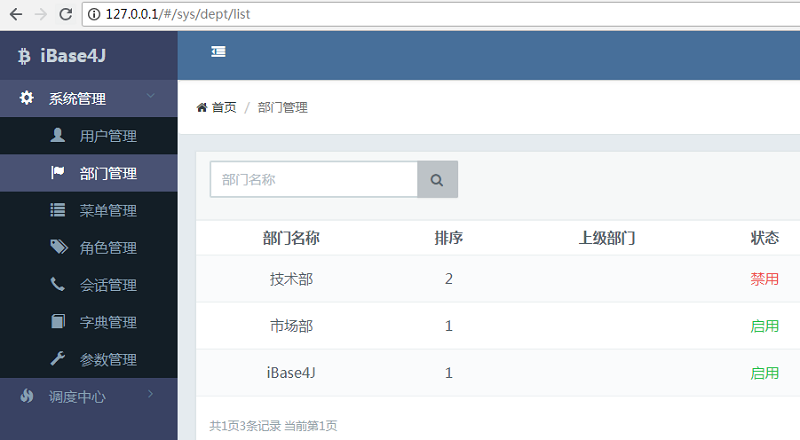 127.0.0.1/#/sys/dept/list
iBase4J
系统管理
用户管理
部门管理
菜单管理
角色管理
会话管理
字典管理
参数管理
调度中心
首页 / 部门管理
部门名称
部门名称 排序 上级部门 状态
技术部 2 禁用
市场部 1 启用
iBase4J 1 启用
共1页3条记录 当前第1页